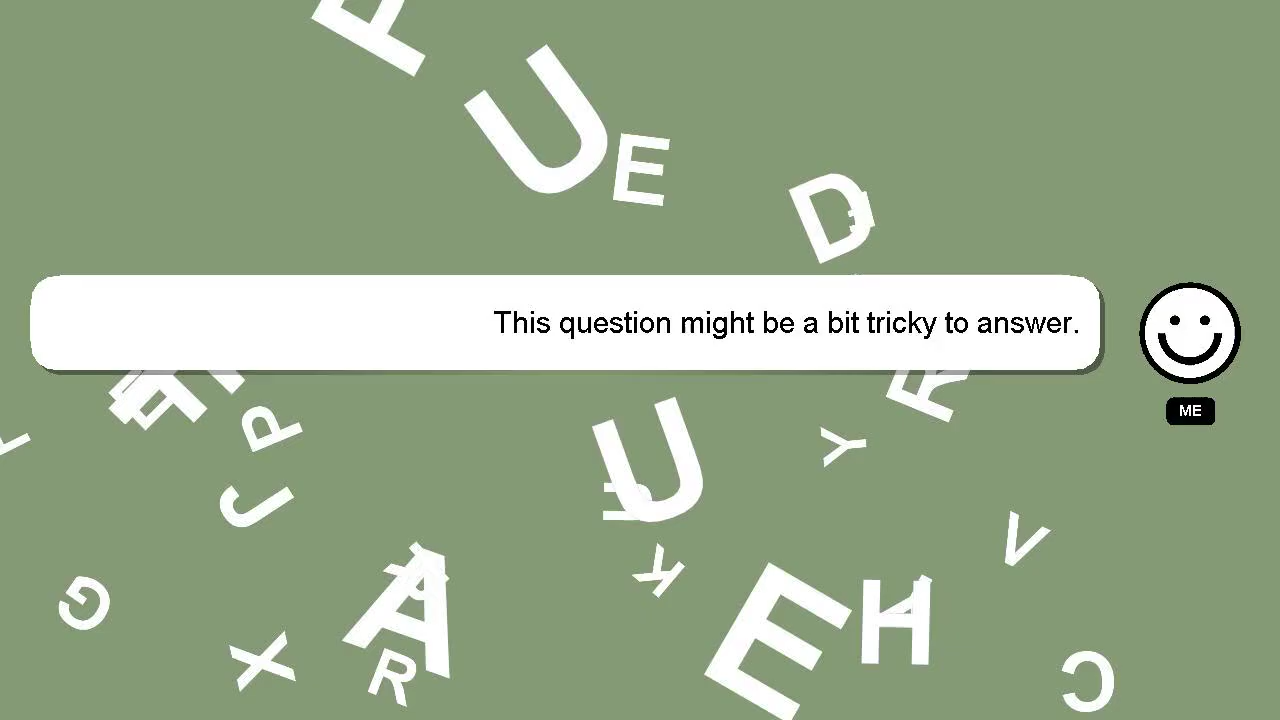 P
U
E
D
This question might be a bit tricky to answer.
ME
R
P
U
Y
J
V
K
A
G
E
H
X
R
C